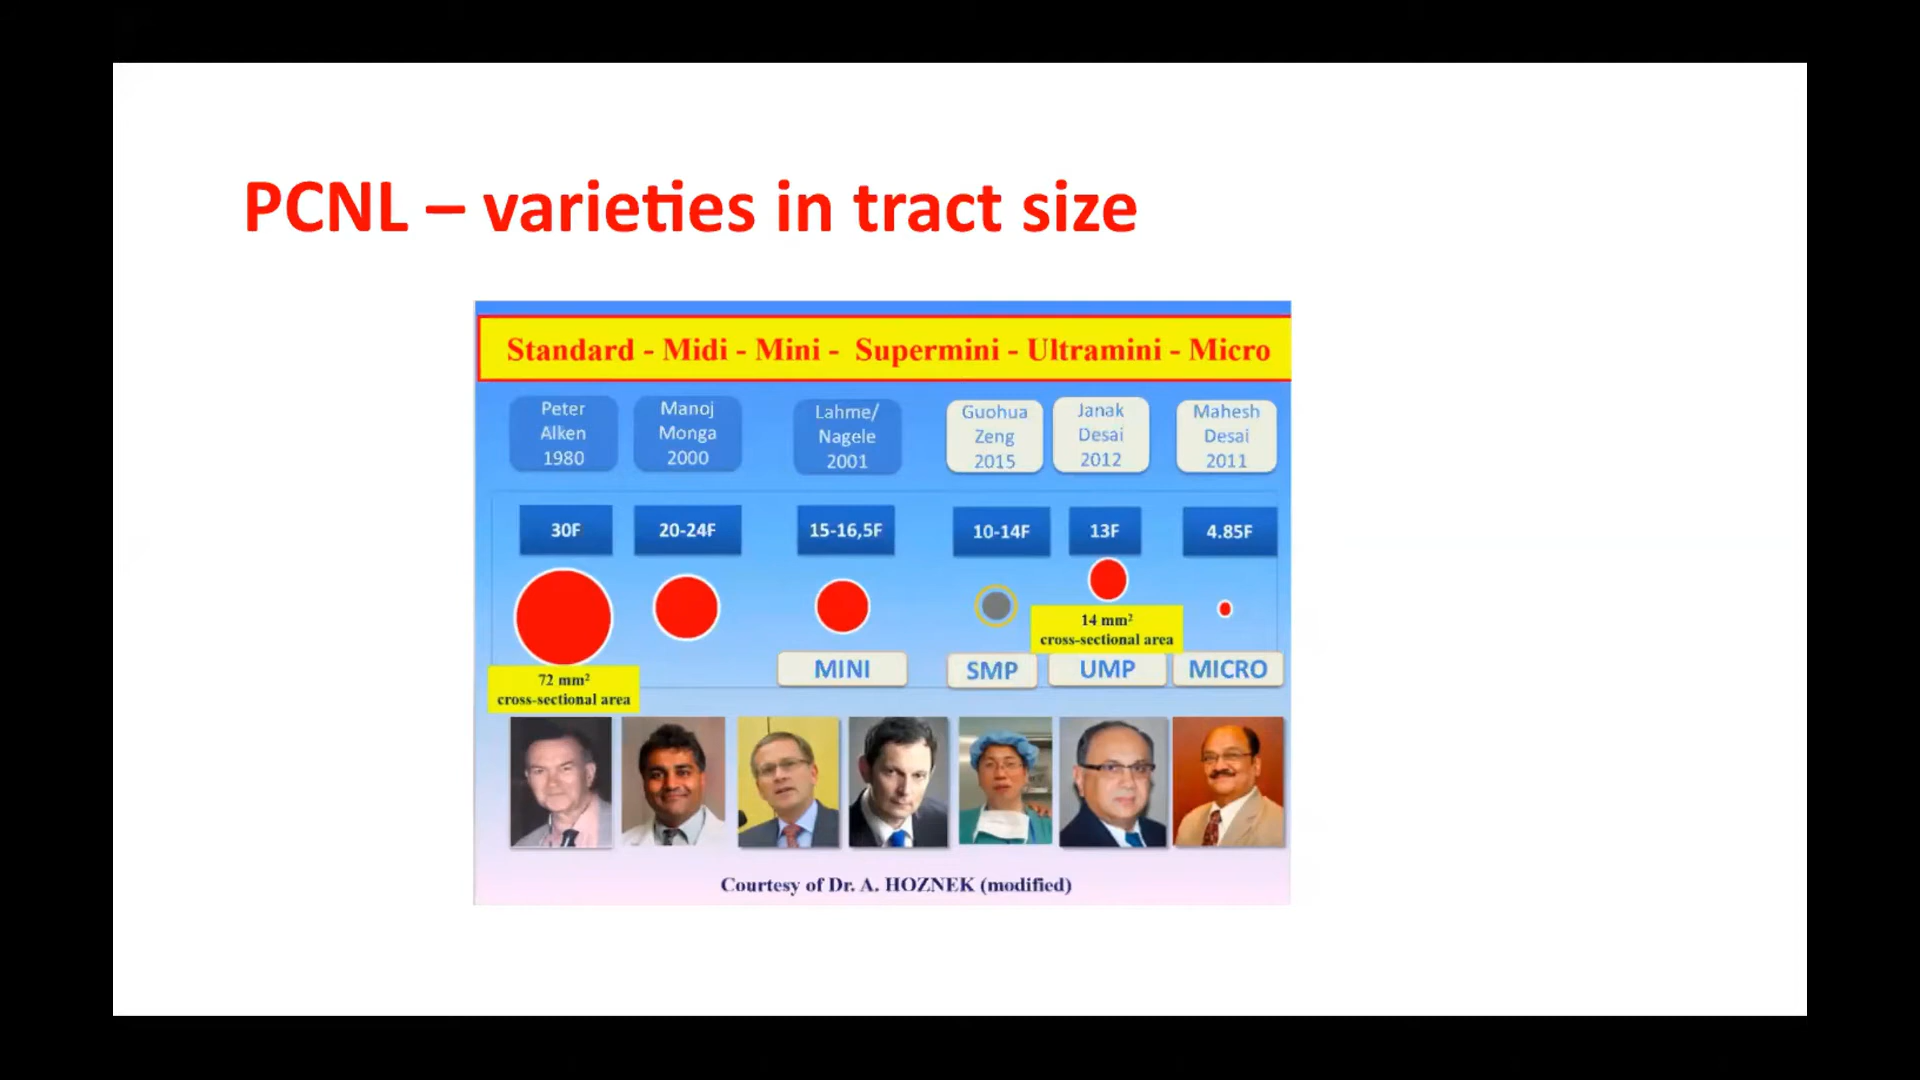 PCNL – varieties in tract size
Standard - Midi - Mini - Supermini - Ultramini - Micro
Peter
Alken
1980
Manoj
Monga
2000
Lahme/
Nagele
2001
Guohua
Zeng
2015
Janak
Desai
2012
Mahesh
Desai
2011
30F
20-24F
15-16,5F
10-14F
13F
4.85F
14 mm²
cross-sectional area
72 mm²
cross-sectional area
MINI
SMP
UMP
MICRO
Courtesy of Dr. A. HOZNEK (modified)